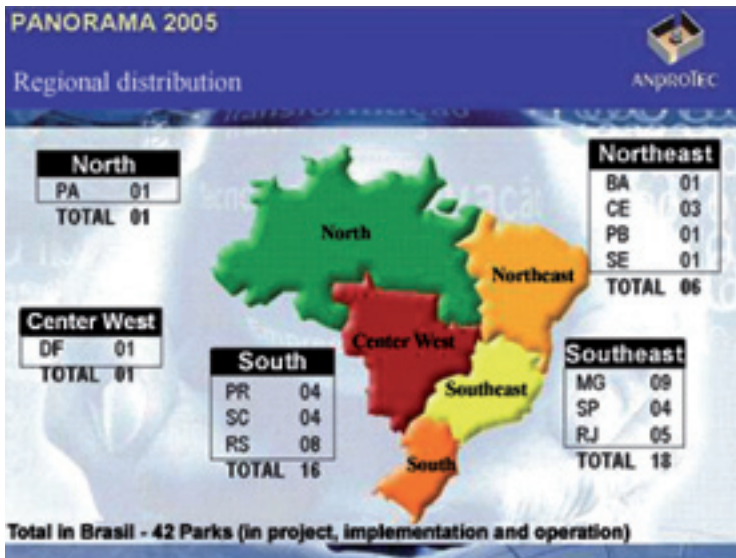 PANORAMA 2005
ANPROTEC
Regional distribution
North
PA 01
TOTAL 01
Northeast
BA 01
CE 03
PB 01
SE 01
TOTAL 06
North
Northeast
Center West
Southeast
South
Center West
DF 01
TOTAL 01
South
PR 04
SC 04
RS 08
TOTAL 16
Southeast
MG 09
SP 04
RJ 05
TOTAL 18
Total in Brasil - 42 Parks (in project, implementation and operation)